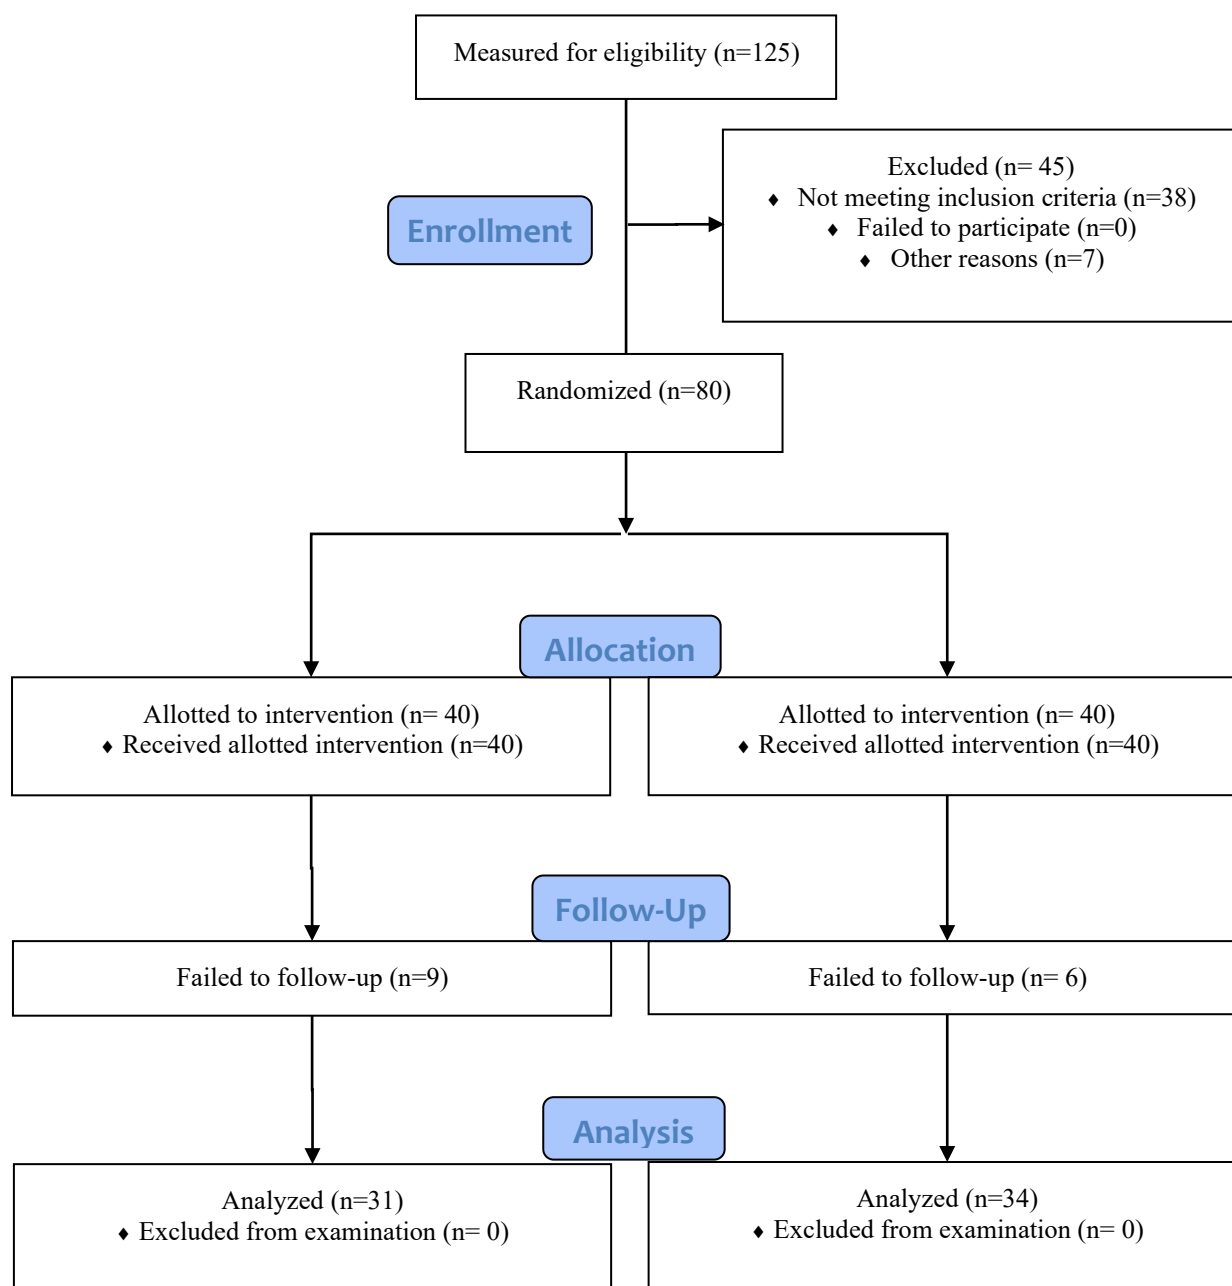 Measured for eligibility (n=125)
Excluded (n= 45)
♦ Not meeting inclusion criteria (n=38)
♦ Failed to participate (n=0)
♦ Other reasons (n=7)
Enrollment
Randomized (n=80)
Allocation
Allotted to intervention (n= 40)
♦ Received allotted intervention (n=40)
Allotted to intervention (n= 40)
♦ Received allotted intervention (n=40)
Follow-Up
Failed to follow-up (n=9)
Failed to follow-up (n= 6)
Analysis
Analyzed (n=31)
♦ Excluded from examination (n= 0)
Analyzed (n=34)
♦ Excluded from examination (n= 0)